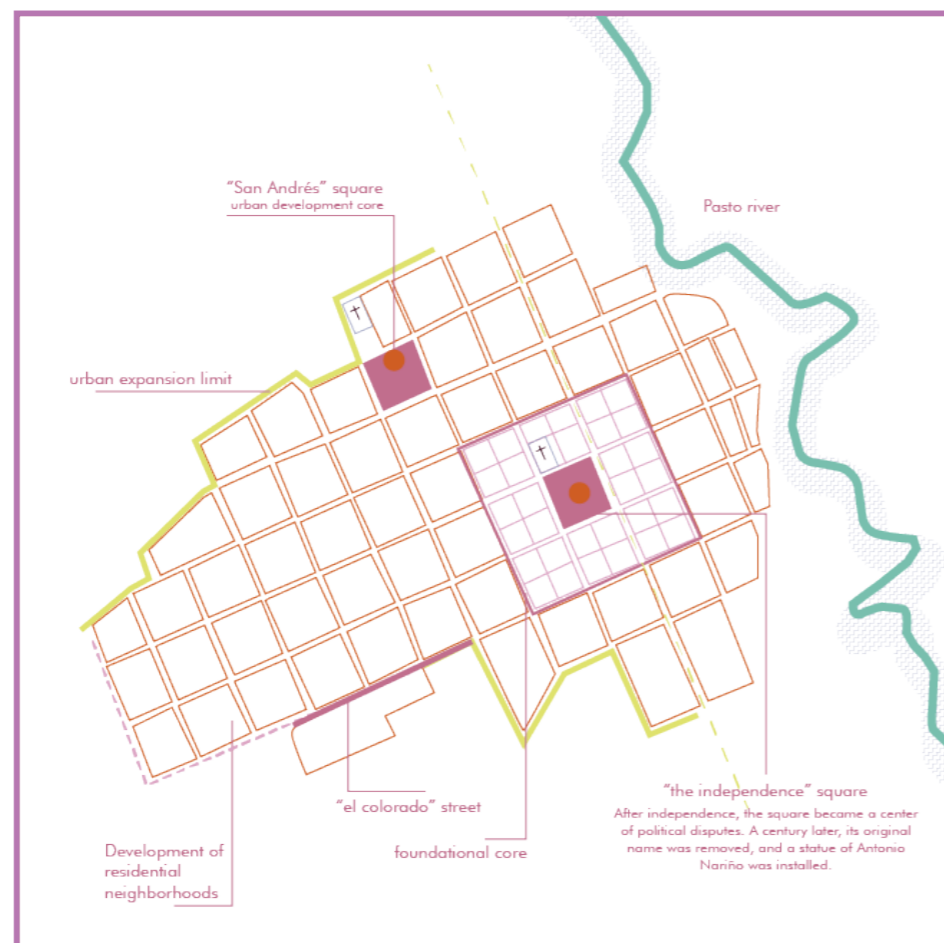 “San Andrés” square
urban development core
Pasto river
urban expansion limit
“the independence” square
After independence, the square became a center
of political disputes. A century later, its original
name was removed, and a statue of Antonio
Nariño was installed.
“el colorado” street
foundational core
Development of
residential
neighborhoods